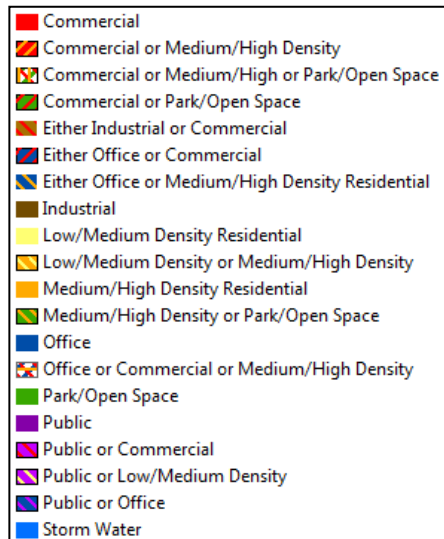 Commercial
Commercial or Medium/High Density
Commercial or Medium/High or Park/Open Space
Commercial or Park/Open Space
Either Industrial or Commercial
Either Office or Commercial
Either Office or Medium/High Density Residential
Industrial
Low/Medium Density Residential
Low/Medium Density or Medium/High Density
Medium/High Density Residential
Medium/High Density or Park/Open Space
Office
Office or Commercial or Medium/High Density
Park/Open Space
Public
Public or Commercial
Public or Low/Medium Density
Public or Office
Storm Water